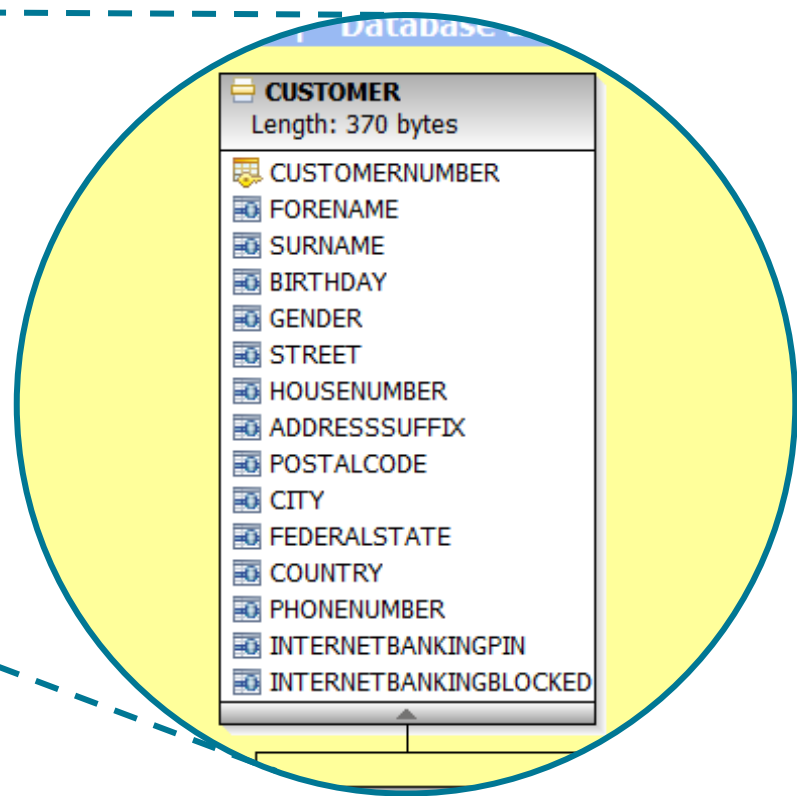 Database
CUSTOMER
Length: 370 bytes
CUSTOMERNUMBER
FORENAME
SURNAME
BIRTHDAY
GENDER
STREET
HOUSENUMBER
ADDRESSSUFFIX
POSTALCODE
CITY
FEDERALSTATE
COUNTRY
PHONENUMBER
INTERNETBANKINGPIN
INTERNETBANKINGBLOCKED